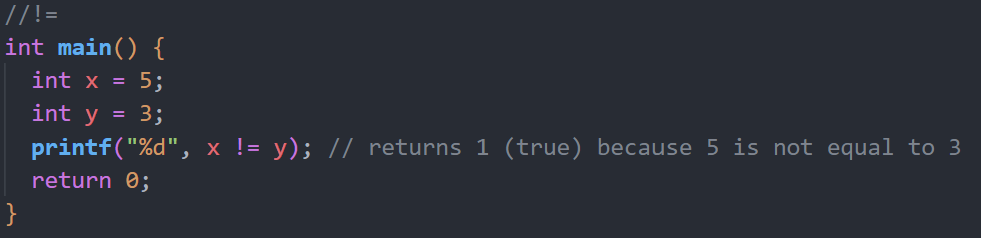 //!=
int main() {
  int x = 5;
  int y = 3;
  printf("%d", x != y); // returns 1 (true) because 5 is not equal to 3
  return 0;
}